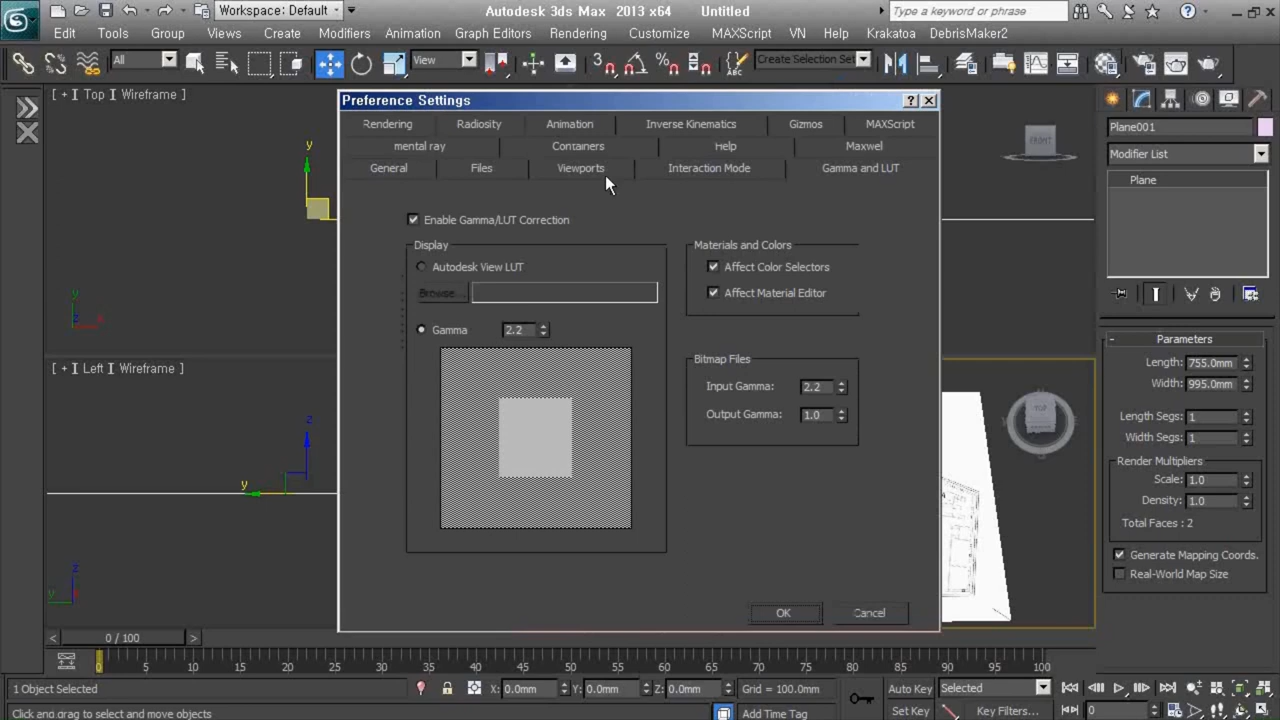 Workspace: Default
Autodesk 3ds Max 2013 x64
Untitled
Type a keyword or phrase
Edit
Tools
Group
Views
Create
Modifiers
Animation
Graph Editors
Rendering
Customize
MAXScript
VN
Help
Krakatoa
DebrisMaker2
All
View
3
Create Selection Set
[ + ] Top ] Wireframe ]
Preference Settings
Rendering
Radiosity
Animation
Inverse Kinematics
Gizmos
MAXScript
mental ray
Containers
Help
Maxwel
General
Files
Viewports
Interaction Mode
Gamma and LUT
Enable Gamma/LUT Correction
Display
Autodesk View LUT
Browse...
Gamma
2.2
Materials and Colors
Affect Color Selectors
Affect Material Editor
Bitmap Files
Input Gamma:
2.2
Output Gamma:
1.0
OK
Cancel
y
y
x
FRONT
[ + ] Left ] Wireframe ]
z
y
z
y
TOP
Plane001
Modifier List
Plane
Parameters
Length:
755.0mm
Width:
995.0mm
Length Segs:
1
Width Segs:
1
Render Multipliers
Scale:
1.0
Density:
1.0
Total Faces : 2
Generate Mapping Coords.
Real-World Map Size
0 / 100
0
5
10
15
20
25
30
35
40
45
50
55
60
65
70
75
80
85
90
95
100
1 Object Selected
X:
0.0mm
Y:
0.0mm
Z:
0.0mm
Grid = 100.0mm
Auto Key
Selected
Click and drag to select and move objects
Add Time Tag
Set Key
Key Filters...
0